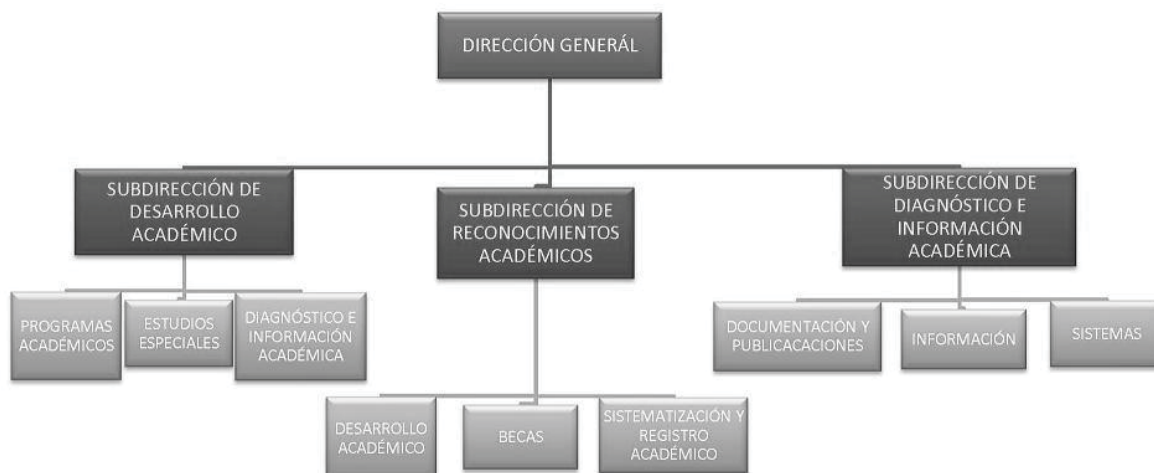 DIRECCIÓN GENERÁL
SUBDIRECCIÓN DE
DESARROLLO
ACADÉMICO
SUBDIRECCIÓN DE
RECONOCIMIENTOS
ACADÉMICOS
SUBDIRECCIÓN DE
DIAGNÓSTICO E
INFORMACIÓN
ACADÉMICA
PROGRAMAS
ACADÉMICOS
ESTUDIOS
ESPECIALES
DIAGNÓSTICO E
INFORMACIÓN
ACADÉMICA
DESARROLLO
ACADÉMICO
BECAS
SISTEMATIZACIÓN Y
REGISTRO
ACADÉMICO
DOCUMENTACIÓN Y
PUBLICACACIONES
INFORMACIÓN
SISTEMAS